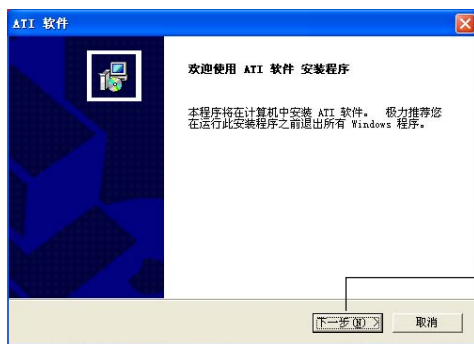 ATI 软件
欢迎使用 ATI 软件 安装程序
本程序将在计算机中安装 ATI 软件。 极力推荐您
在运行此安装程序之前退出所有 Windows 程序。
下一步(N) >
取消